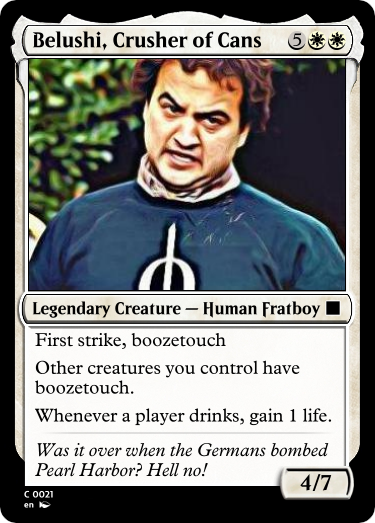 Belushi, Crusher of Cans 5
Legendary Creature — Human Fratboy
First strike, boozetouch
Other creatures you control have
boozetouch.
Whenever a player drinks, gain 1 life.
Was it over when the Germans bombed
Pearl Harbor? Hell no!
4/7
C 0021
en